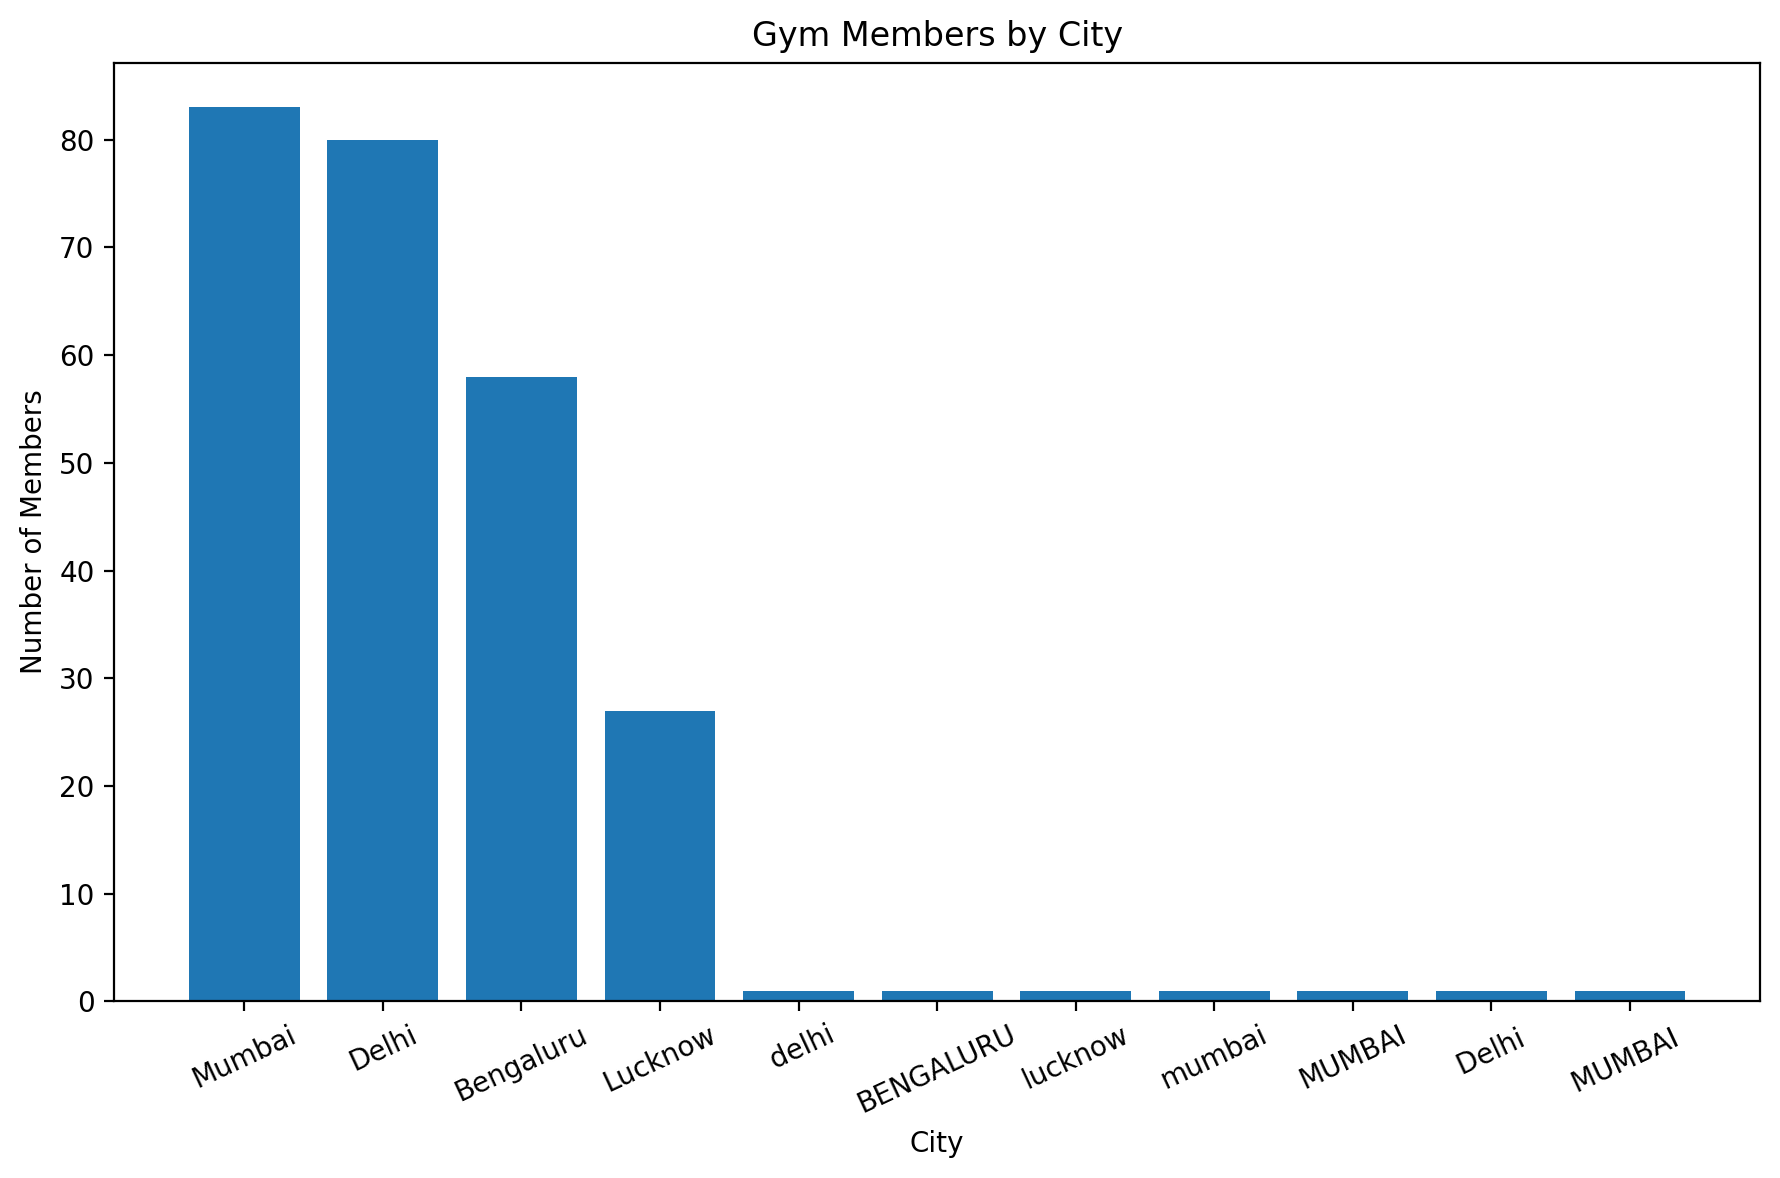 Gym Members by City
Number of Members
80
70
60
50
40
30
20
10
0
Mumbai
Delhi
Bengaluru
Lucknow
delhi
BENGALURU
lucknow
mumbai
MUMBAI
Delhi
MUMBAI
City